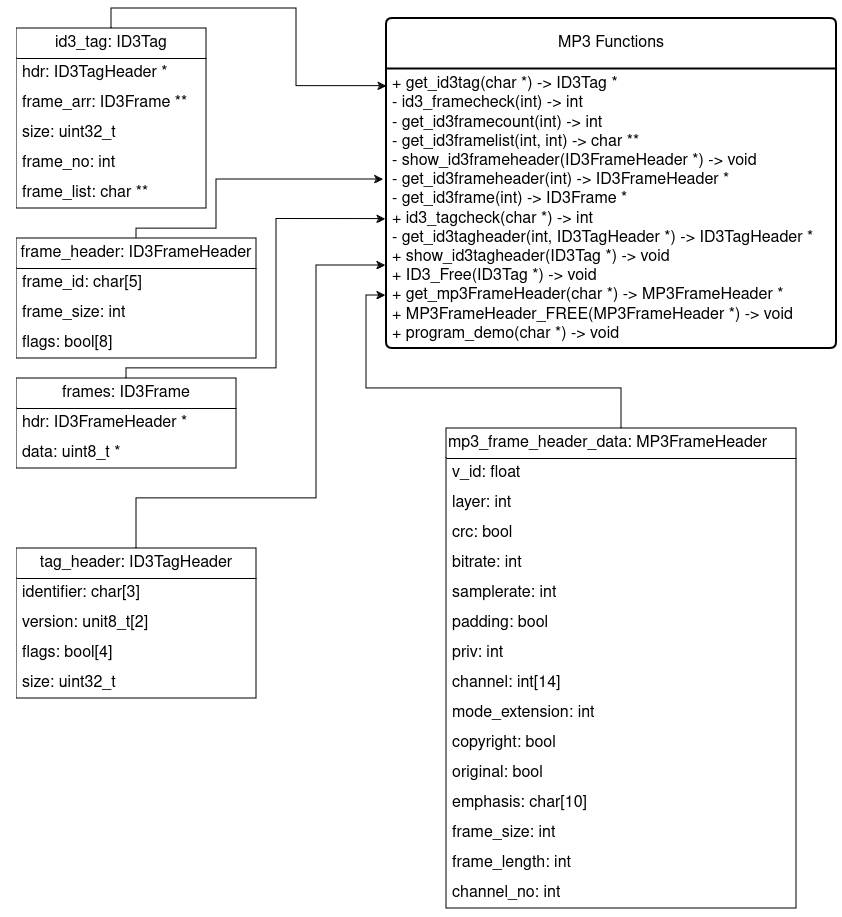 id3_tag: ID3Tag
hdr: ID3TagHeader *
frame_arr: ID3Frame **
size: uint32_t
frame_no: int
frame_list: char **
frame_header: ID3FrameHeader
frame_id: char[5]
frame_size: int
flags: bool[8]
frames: ID3Frame
hdr: ID3FrameHeader *
data: uint8_t *
tag_header: ID3TagHeader
identifier: char[3]
version: unit8_t[2]
flags: bool[4]
size: uint32_t
MP3 Functions
+ get_id3tag(char *) -> ID3Tag *
- id3_framecheck(int) -> int
- get_id3framecount(int) -> int
- get_id3framelist(int, int) -> char **
- show_id3frameheader(ID3FrameHeader *) -> void
- get_id3frameheader(int) -> ID3FrameHeader *
- get_id3frame(int) -> ID3Frame *
+ id3_tagcheck(char *) -> int
- get_id3tagheader(int, ID3TagHeader *) -> ID3TagHeader *
+ show_id3tagheader(ID3Tag *) -> void
+ ID3_Free(ID3Tag *) -> void
+ get_mp3FrameHeader(char *) -> MP3FrameHeader *
+ MP3FrameHeader_FREE(MP3FrameHeader *) -> void
+ program_demo(char *) -> void
mp3_frame_header_data: MP3FrameHeader
v_id: float
layer: int
crc: bool
bitrate: int
samplerate: int
padding: bool
priv: int
channel: int[14]
mode_extension: int
copyright: bool
original: bool
emphasis: char[10]
frame_size: int
frame_length: int
channel_no: int